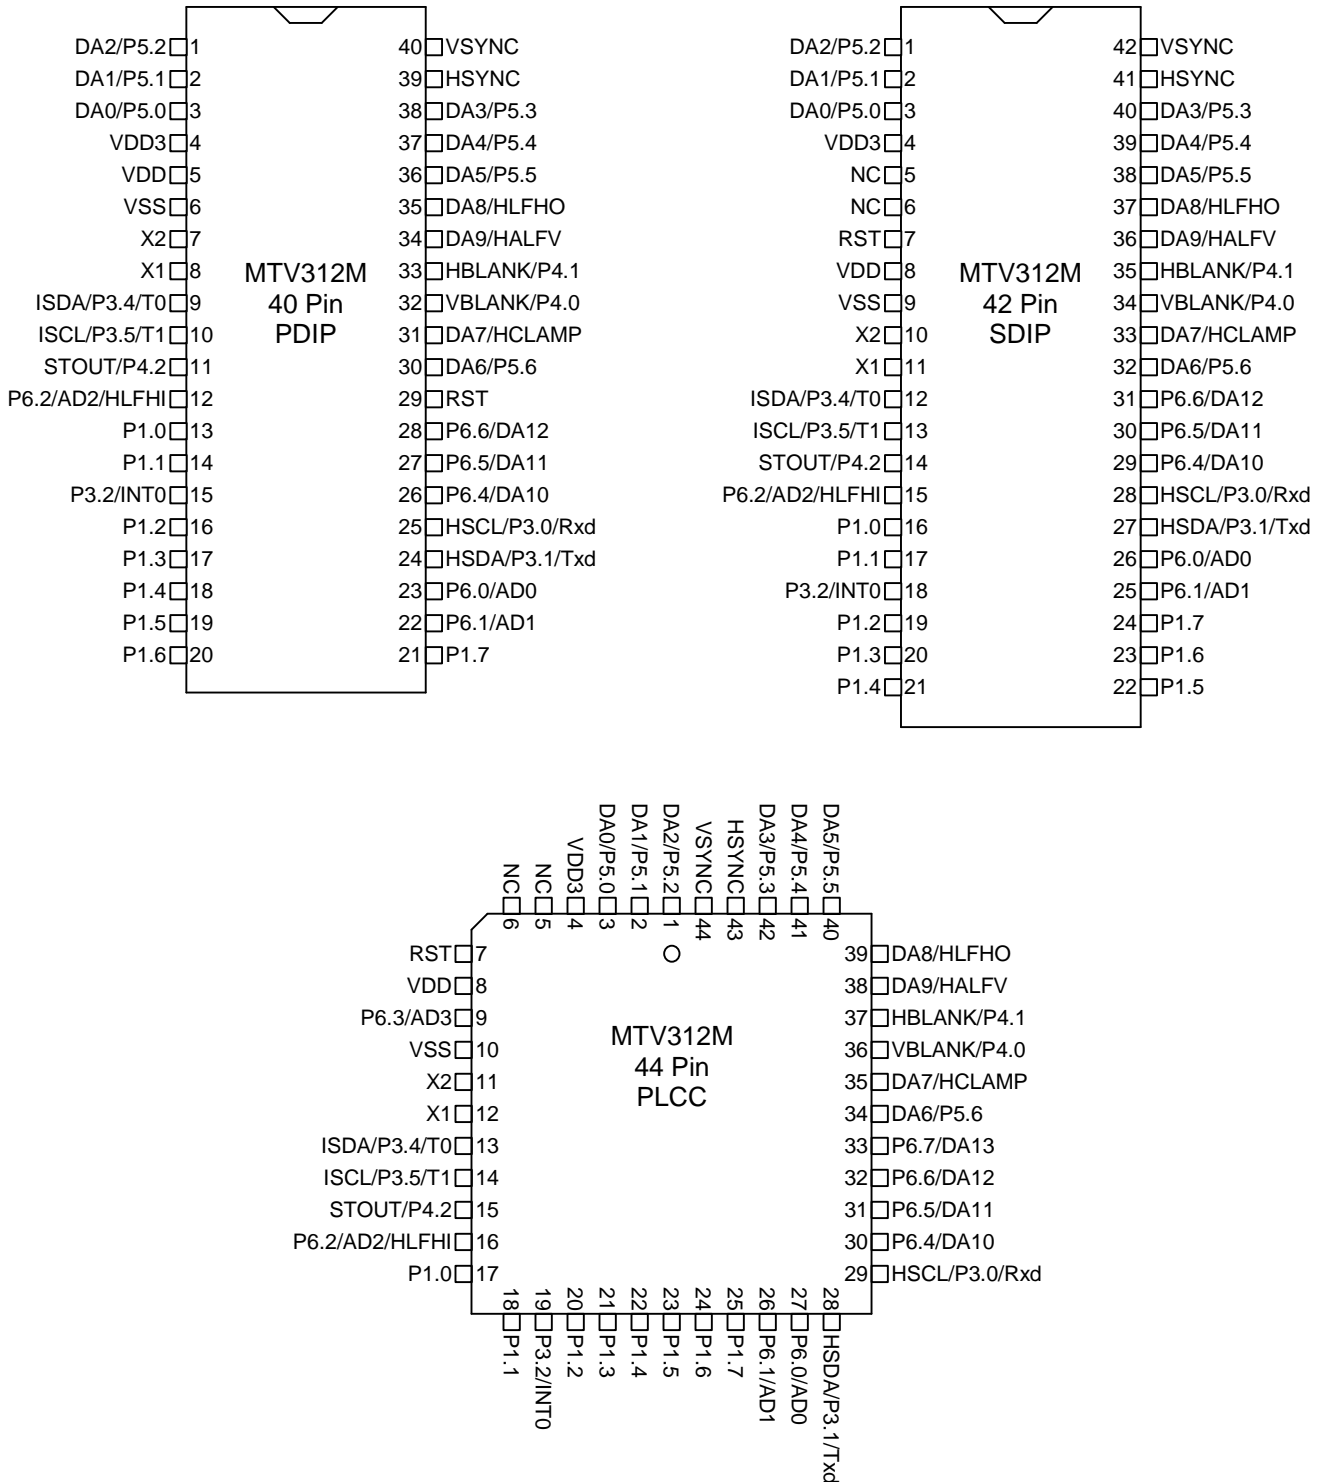 DA2/P5.2 1
DA1/P5.1 2
DA0/P5.0 3
VDD3 4
VDD 5
VSS 6
X2 7
X1 8
ISDA/P3.4/T0 9
ISCL/P3.5/T1 10
STOUT/P4.2 11
P6.2/AD2/HLFHI 12
P1.0 13
P1.1 14
P3.2/INT0 15
P1.2 16
P1.3 17
P1.4 18
P1.5 19
P1.6 20
MTV312M
40 Pin
PDIP
40 VSYNC
39 HSYNC
38 DA3/P5.3
37 DA4/P5.4
36 DA5/P5.5
35 DA8/HLFHO
34 DA9/HALFV
33 HBLANK/P4.1
32 VBLANK/P4.0
31 DA7/HCLAMP
30 DA6/P5.6
29 RST
28 P6.6/DA12
27 P6.5/DA11
26 P6.4/DA10
25 HSCL/P3.0/Rxd
24 HSDA/P3.1/Txd
23 P6.0/AD0
22 P6.1/AD1
21 P1.7
DA2/P5.2 1
DA1/P5.1 2
DA0/P5.0 3
VDD3 4
NC 5
NC 6
RST 7
VDD 8
VSS 9
X2 10
X1 11
ISDA/P3.4/T0 12
ISCL/P3.5/T1 13
STOUT/P4.2 14
P6.2/AD2/HLFHI 15
P1.0 16
P1.1 17
P3.2/INT0 18
P1.2 19
P1.3 20
P1.4 21
MTV312M
42 Pin
SDIP
42 VSYNC
41 HSYNC
40 DA3/P5.3
39 DA4/P5.4
38 DA5/P5.5
37 DA8/HLFHO
36 DA9/HALFV
35 HBLANK/P4.1
34 VBLANK/P4.0
33 DA7/HCLAMP
32 DA6/P5.6
31 P6.6/DA12
30 P6.5/DA11
29 P6.4/DA10
28 HSCL/P3.0/Rxd
27 HSDA/P3.1/Txd
26 P6.0/AD0
25 P6.1/AD1
24 P1.7
23 P1.6
22 P1.5
NC 6
NC 5
VDD3 4
DA0/P5.0 3
DA1/P5.1 2
DA2/P5.2 1
VSYNC 44
HSYNC 43
DA3/P5.3 42
DA4/P5.4 41
DA5/P5.5 40
RST 7
VDD 8
P6.3/AD3 9
VSS 10
X2 11
X1 12
ISDA/P3.4/T0 13
ISCL/P3.5/T1 14
STOUT/P4.2 15
P6.2/AD2/HLFHI 16
P1.0 17
MTV312M
44 Pin
PLCC
39 DA8/HLFHO
38 DA9/HALFV
37 HBLANK/P4.1
36 VBLANK/P4.0
35 DA7/HCLAMP
34 DA6/P5.6
33 P6.7/DA13
32 P6.6/DA12
31 P6.5/DA11
30 P6.4/DA10
29 HSCL/P3.0/Rxd
18 P1.1
19 P3.2/INT0
20 P1.2
21 P1.3
22 P1.4
23 P1.5
24 P1.6
25 P1.7
26 P6.1/AD1
27 P6.0/AD0
28 HSDA/P3.1/Txd